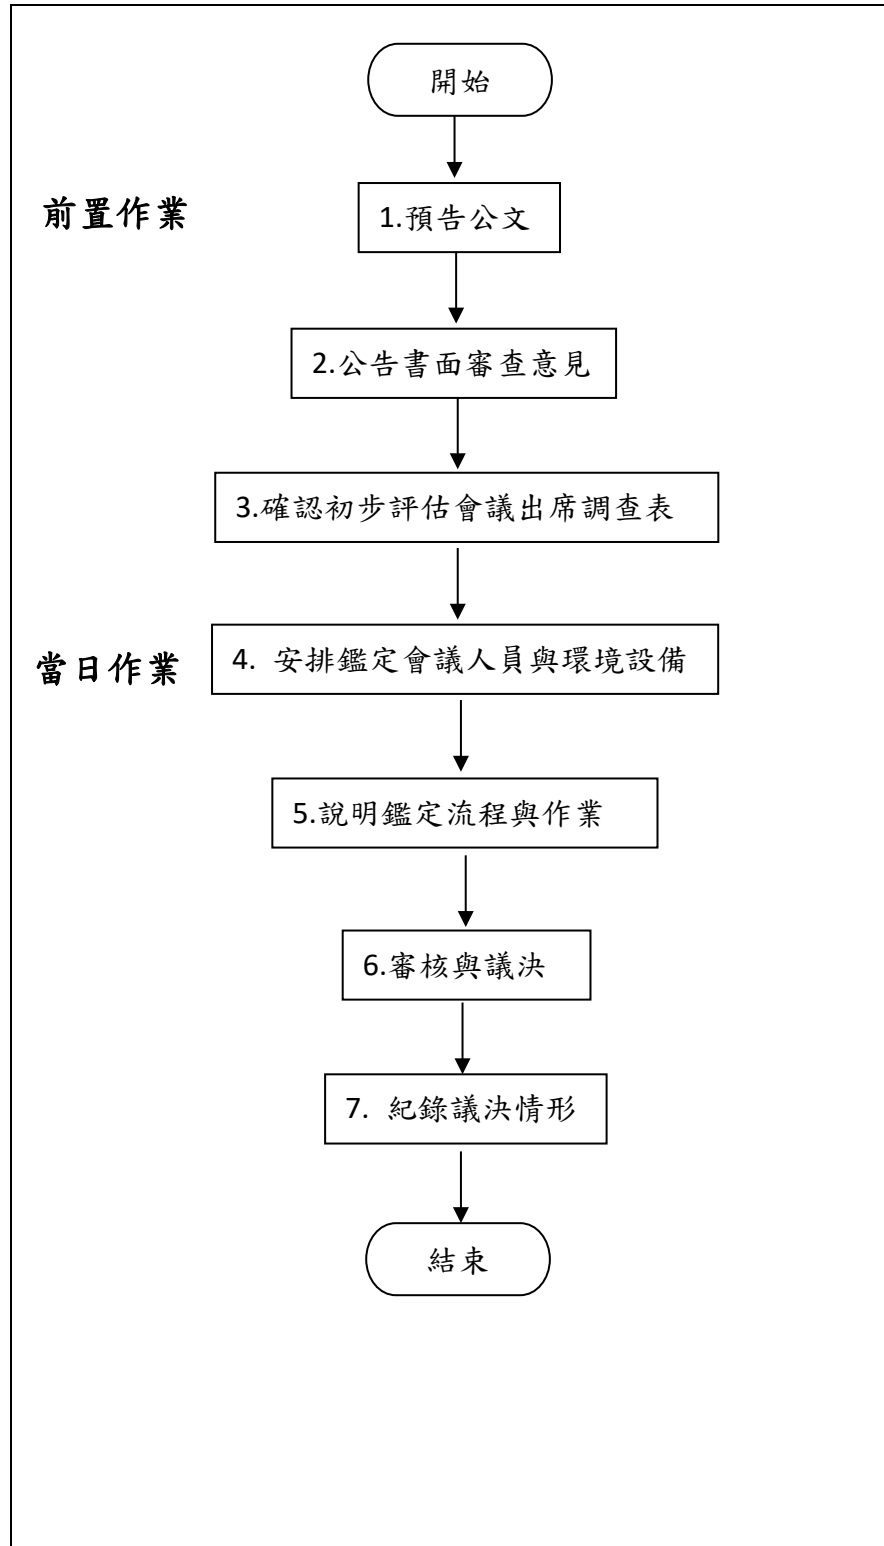 開始
前置作業
1.預告公文
2.公告書面審查意見
3.確認初步評估會議出席調查表
當日作業
4. 安排鑑定會議人員與環境設備
5.說明鑑定流程與作業
6.審核與議決
7. 紀錄議決情形
結束